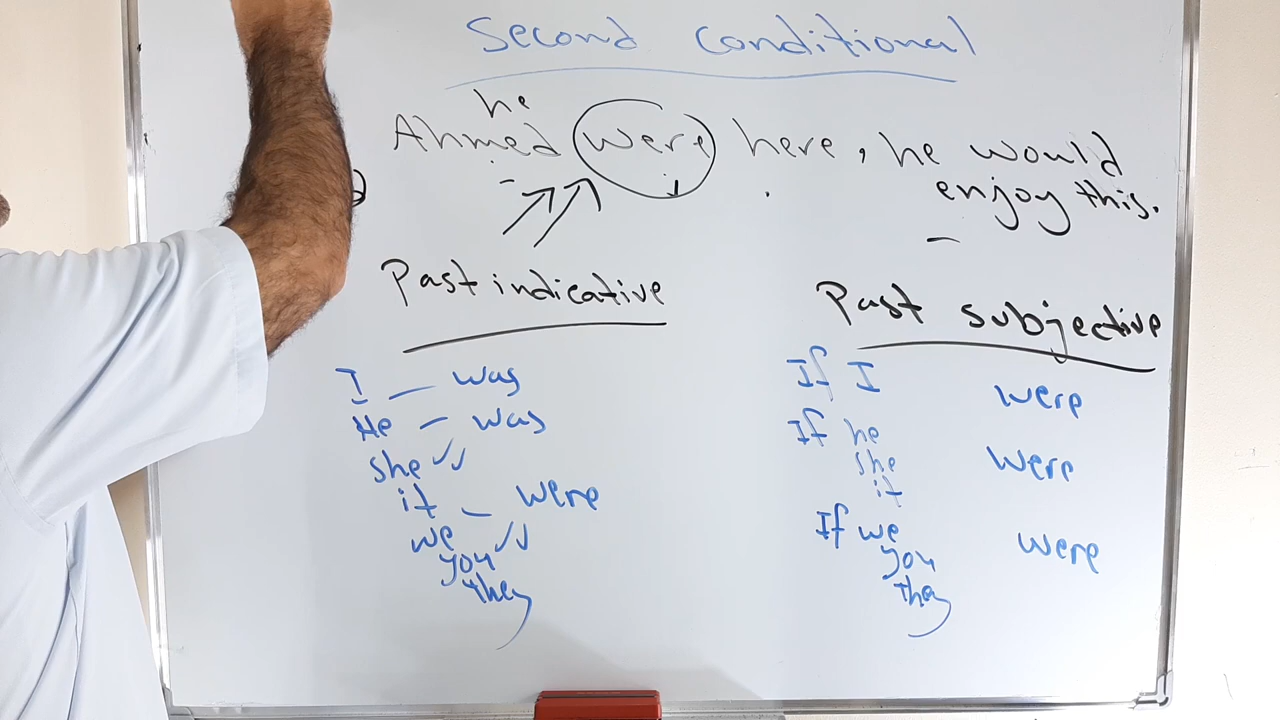 Second conditional
he
Ahmed were here, he would
enjoy this.
Past indicative
I – was
He – was
she
it – were
we
you
they
Past subjective
If I were
If he
she were
it
If we
you were
they